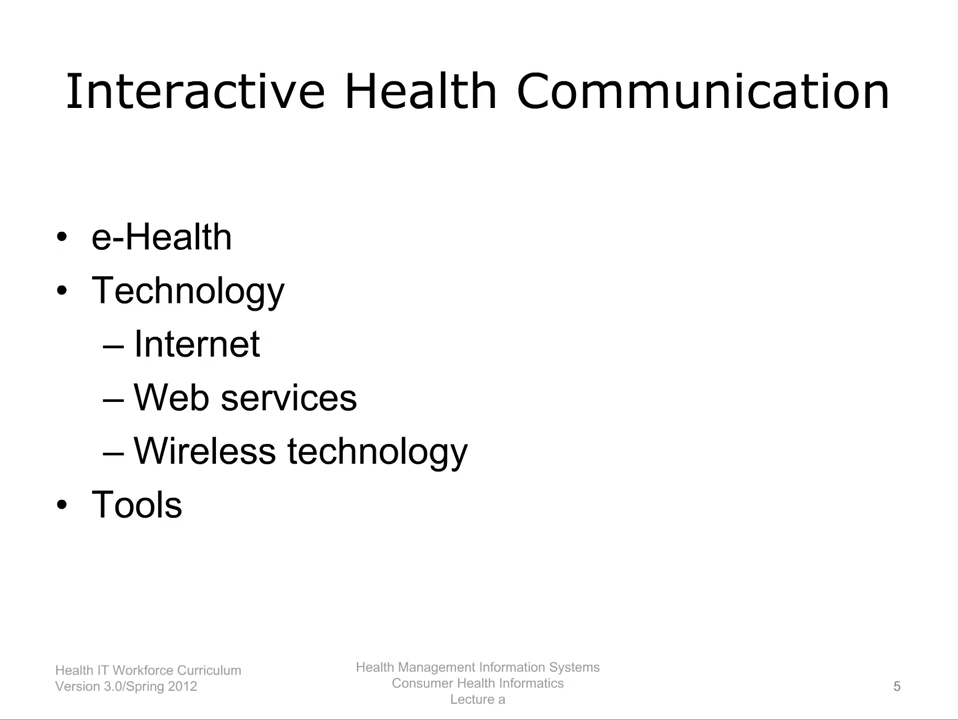 Interactive Health Communication
• e-Health
• Technology
– Internet
– Web services
– Wireless technology
• Tools
Health IT Workforce Curriculum
Version 3.0/Spring 2012
Health Management Information Systems
Consumer Health Informatics
Lecture a
5